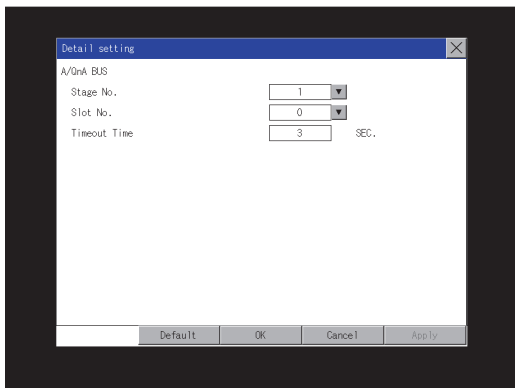 Detail setting
A/QnA BUS
Stage No. 1
Slot No. 0
Timeout Time 3 SEC.
Default OK Cancel Apply